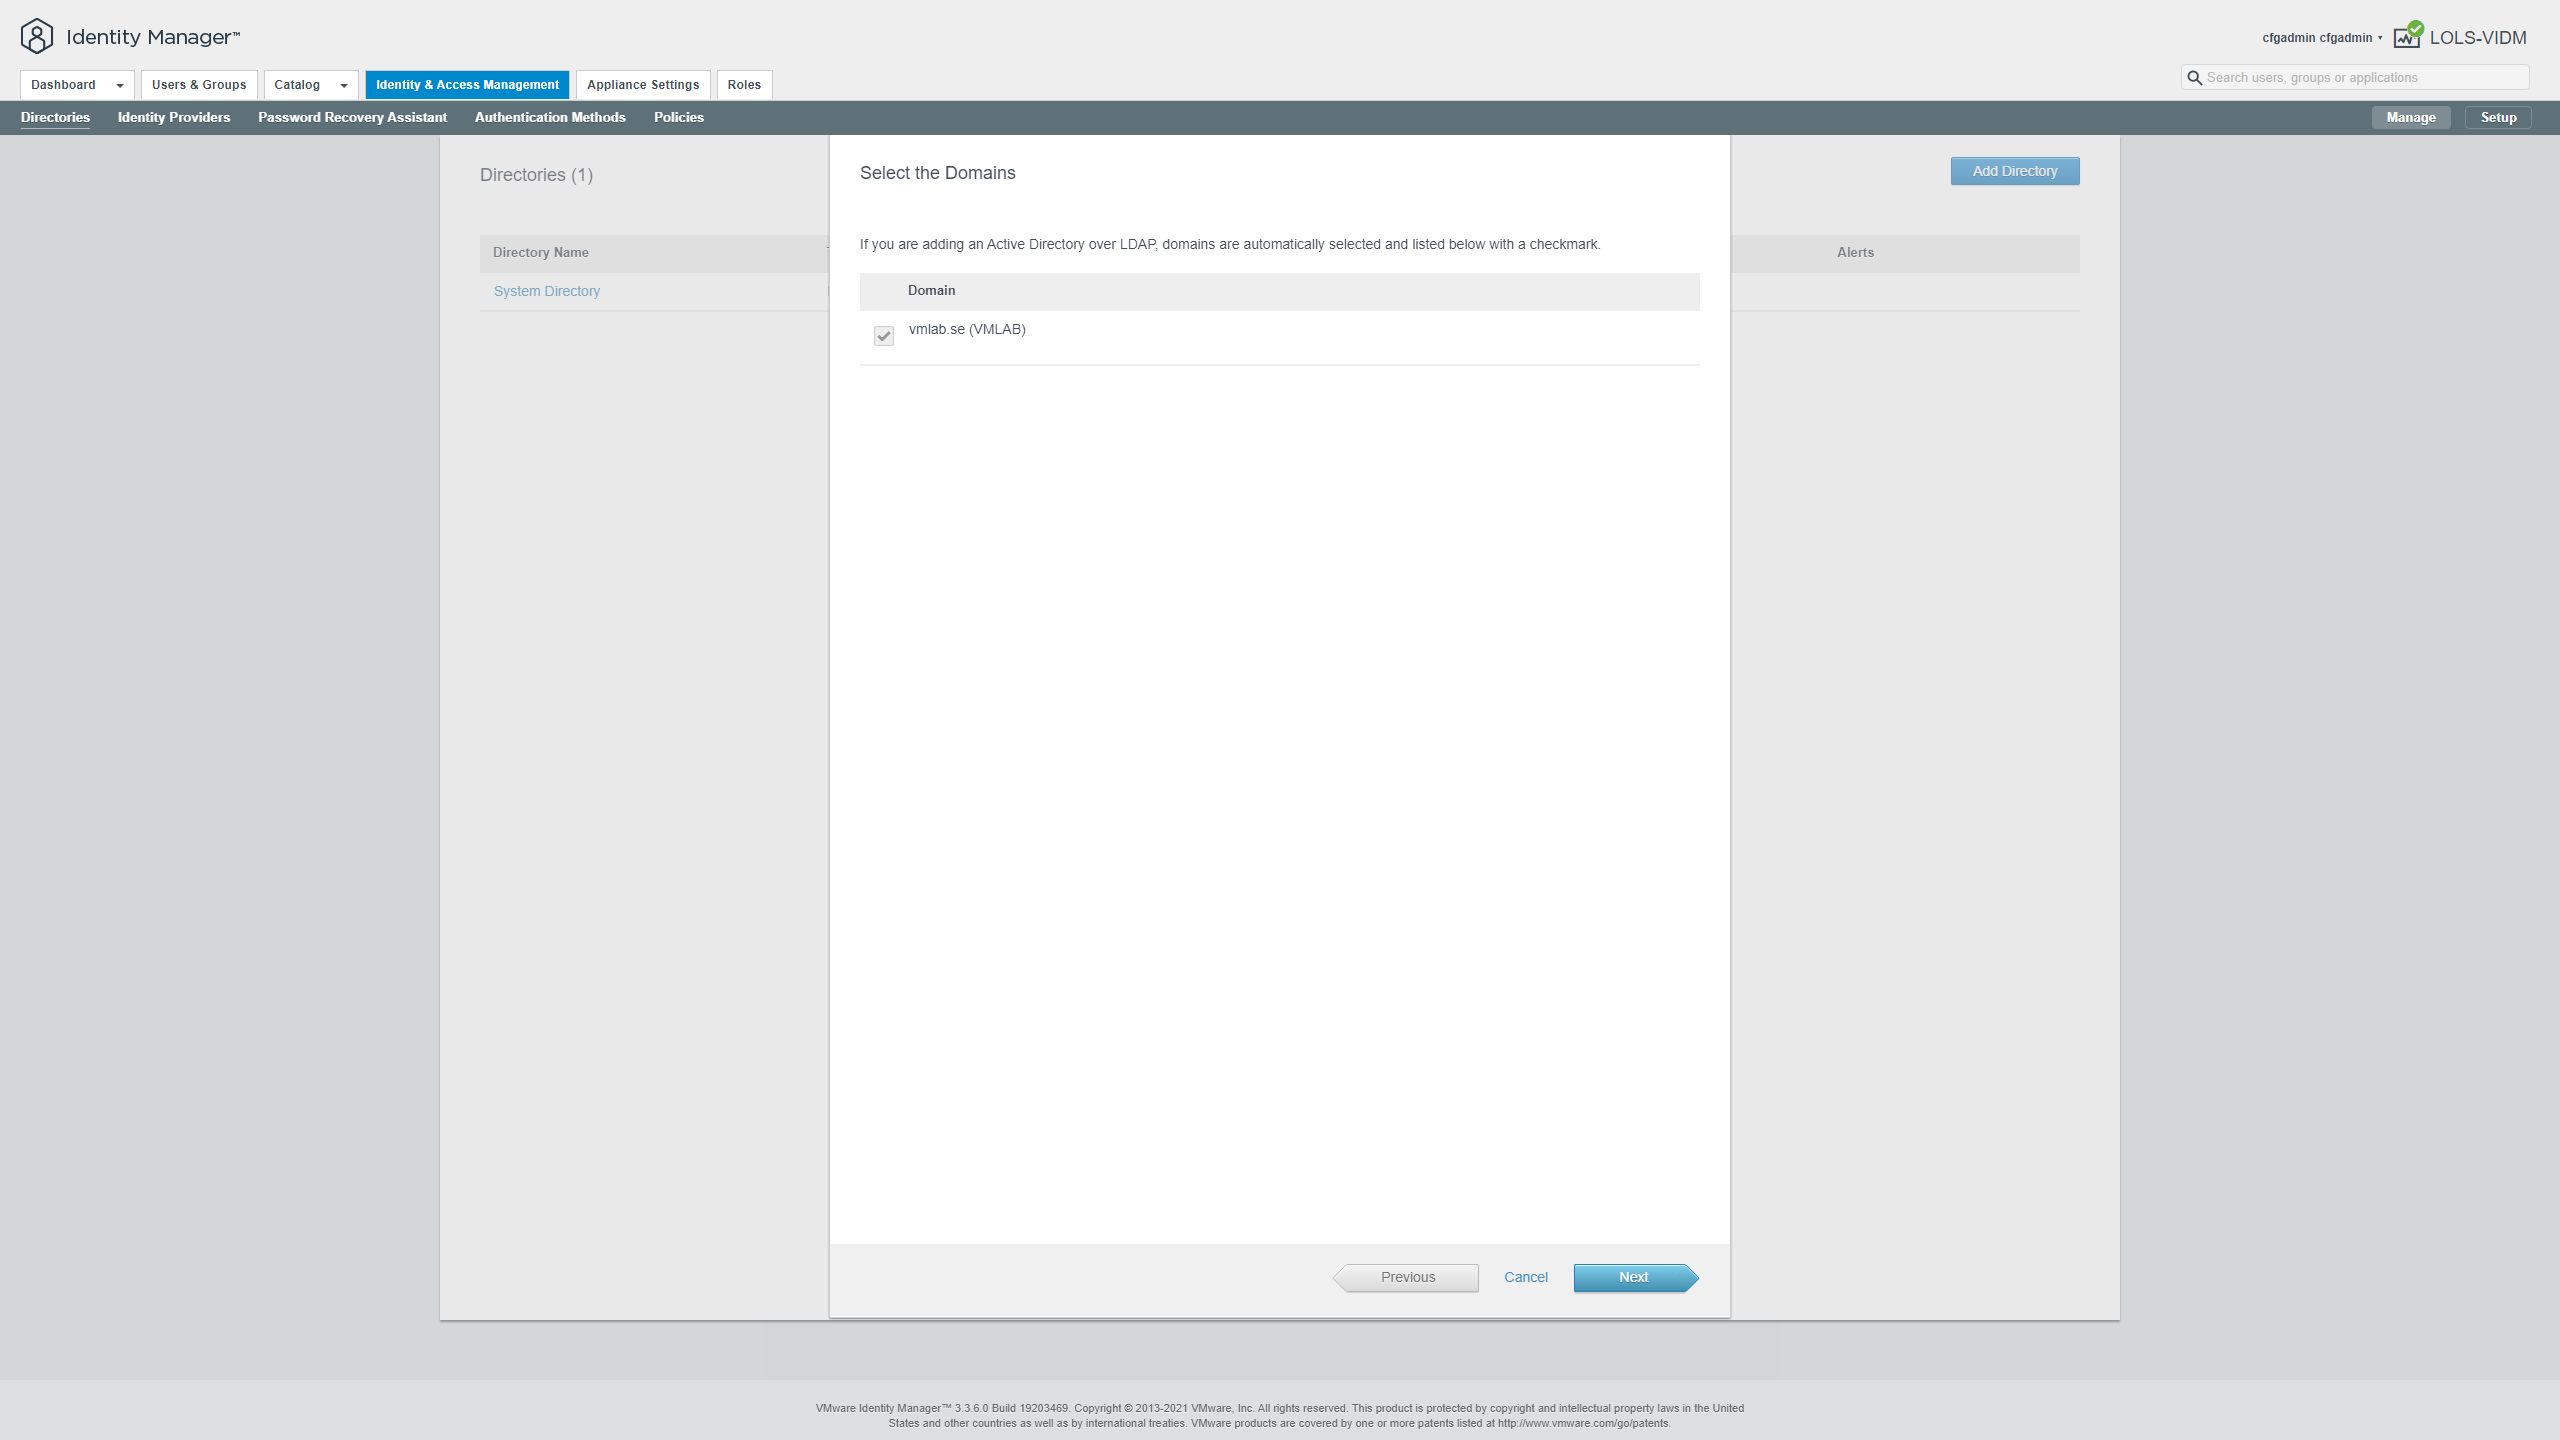 Identity Manager™
cfgadmin cfgadmin
LOLS-VIDM
Dashboard
Users & Groups
Catalog
Identity & Access Management
Appliance Settings
Roles
Search users, groups or applications
Directories
Identity Providers
Password Recovery Assistant
Authentication Methods
Policies
Manage
Setup
Directories (1)
Select the Domains
Add Directory
If you are adding an Active Directory over LDAP, domains are automatically selected and listed below with a checkmark.
Directory Name
Alerts
Domain
System Directory
vmlab.se (VMLAB)
Previous
Cancel
Next
VMware Identity Manager™ 3.3.6.0 Build 19203469. Copyright © 2013-2021 VMware, Inc. All rights reserved. This product is protected by copyright and intellectual property laws in the United
States and other countries as well as by international treaties. VMware products are covered by one or more patents listed at http://www.vmware.com/go/patents.